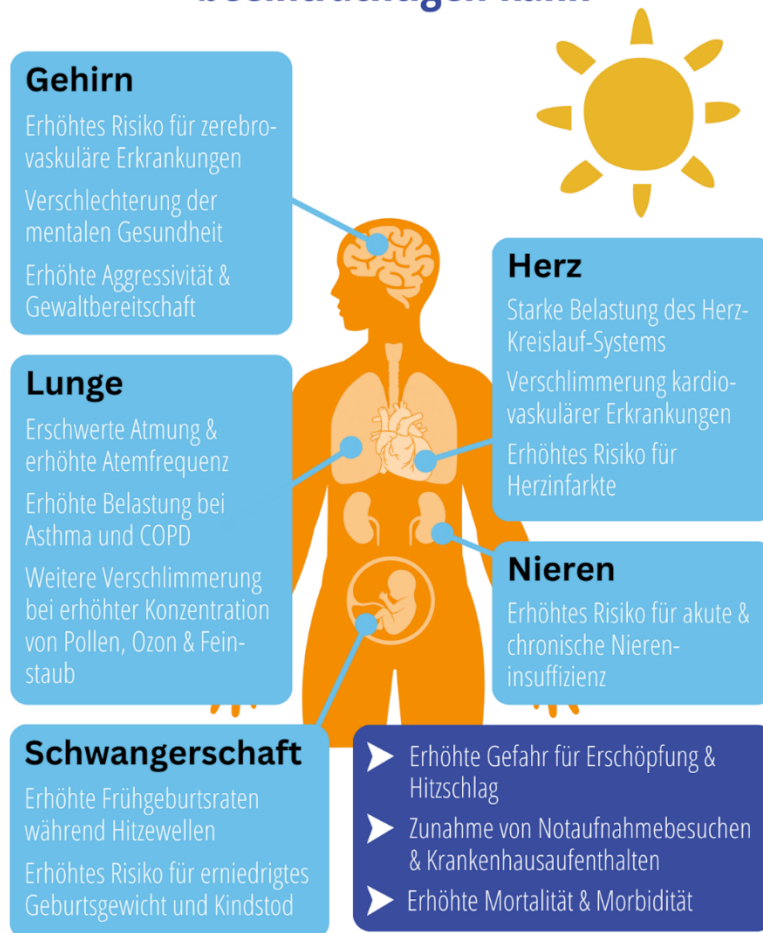 beeinträchtigen kann
Gehirn
Erhöhtes Risiko für zerebro-
vaskuläre Erkrankungen
Verschlechterung der
mentalen Gesundheit
Erhöhte Aggressivität &
Gewaltbereitschaft
Herz
Starke Belastung des Herz-
Kreislauf-Systems
Verschlimmerung kardio-
vaskulärer Erkrankungen
Erhöhtes Risiko für
Herzinfarkte
Lunge
Erschwerte Atmung &
erhöhte Atemfrequenz
Erhöhte Belastung bei
Asthma und COPD
Weitere Verschlimmerung
bei erhöhter Konzentration
von Pollen, Ozon & Fein-
staub
Nieren
Erhöhtes Risiko für akute &
chronische Nieren-
insuffizienz
Schwangerschaft
Erhöhte Frühgeburtsraten
während Hitzewellen
Erhöhtes Risiko für erniedrigtes
Geburtsgewicht und Kindstod
Erhöhte Gefahr für Erschöpfung &
Hitzschlag
Zunahme von Notaufnahmebesuchen
& Krankenhausaufenthalten
Erhöhte Mortalität & Morbidität